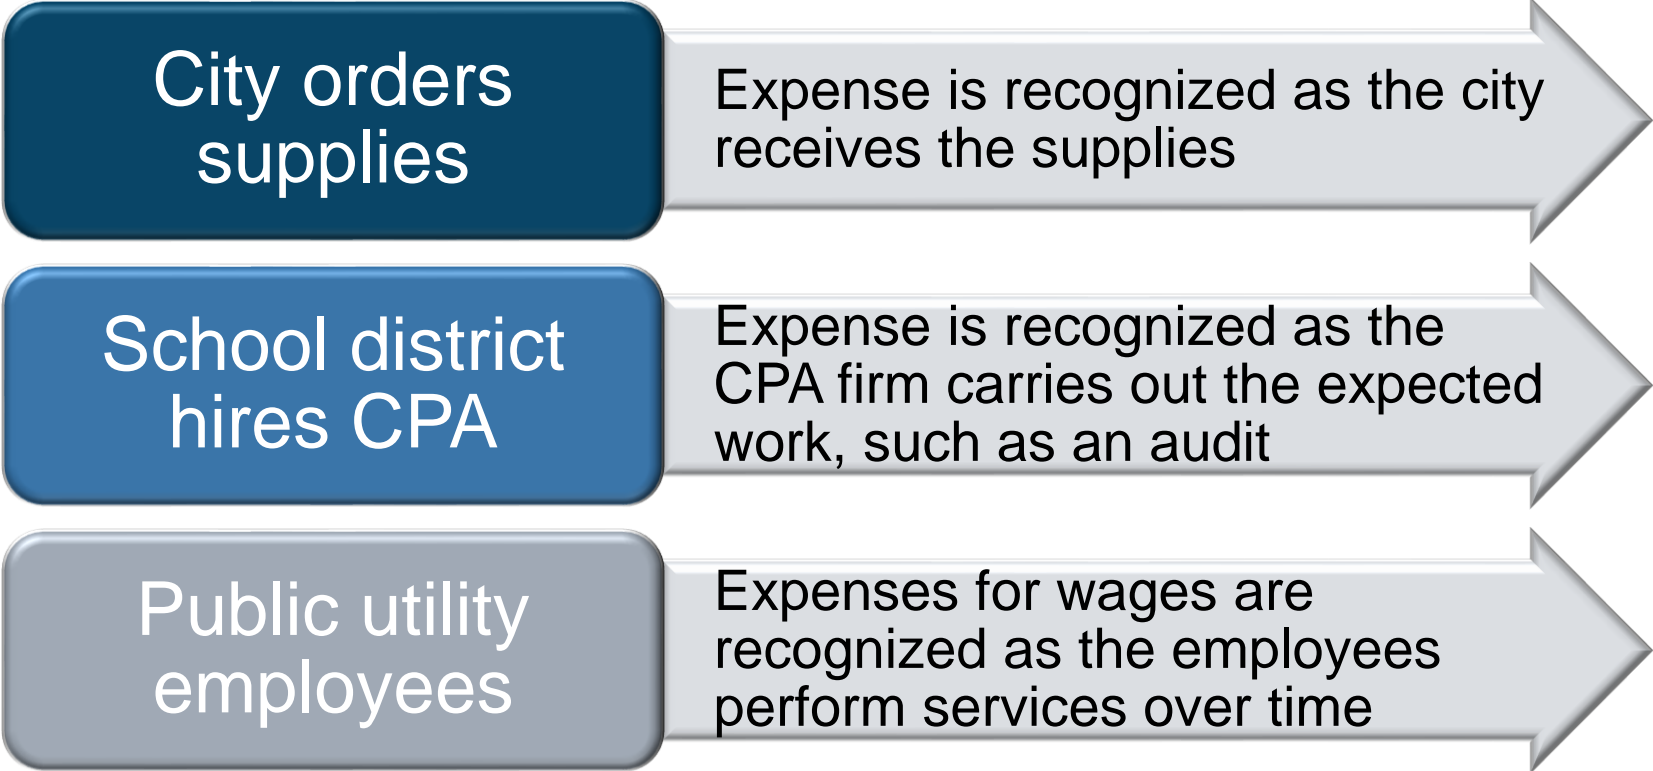 City orders
supplies
Expense is recognized as the city
receives the supplies
School district
hires CPA
Expense is recognized as the
CPA firm carries out the expected
work, such as an audit
Public utility
employees
Expenses for wages are
recognized as the employees
perform services over time